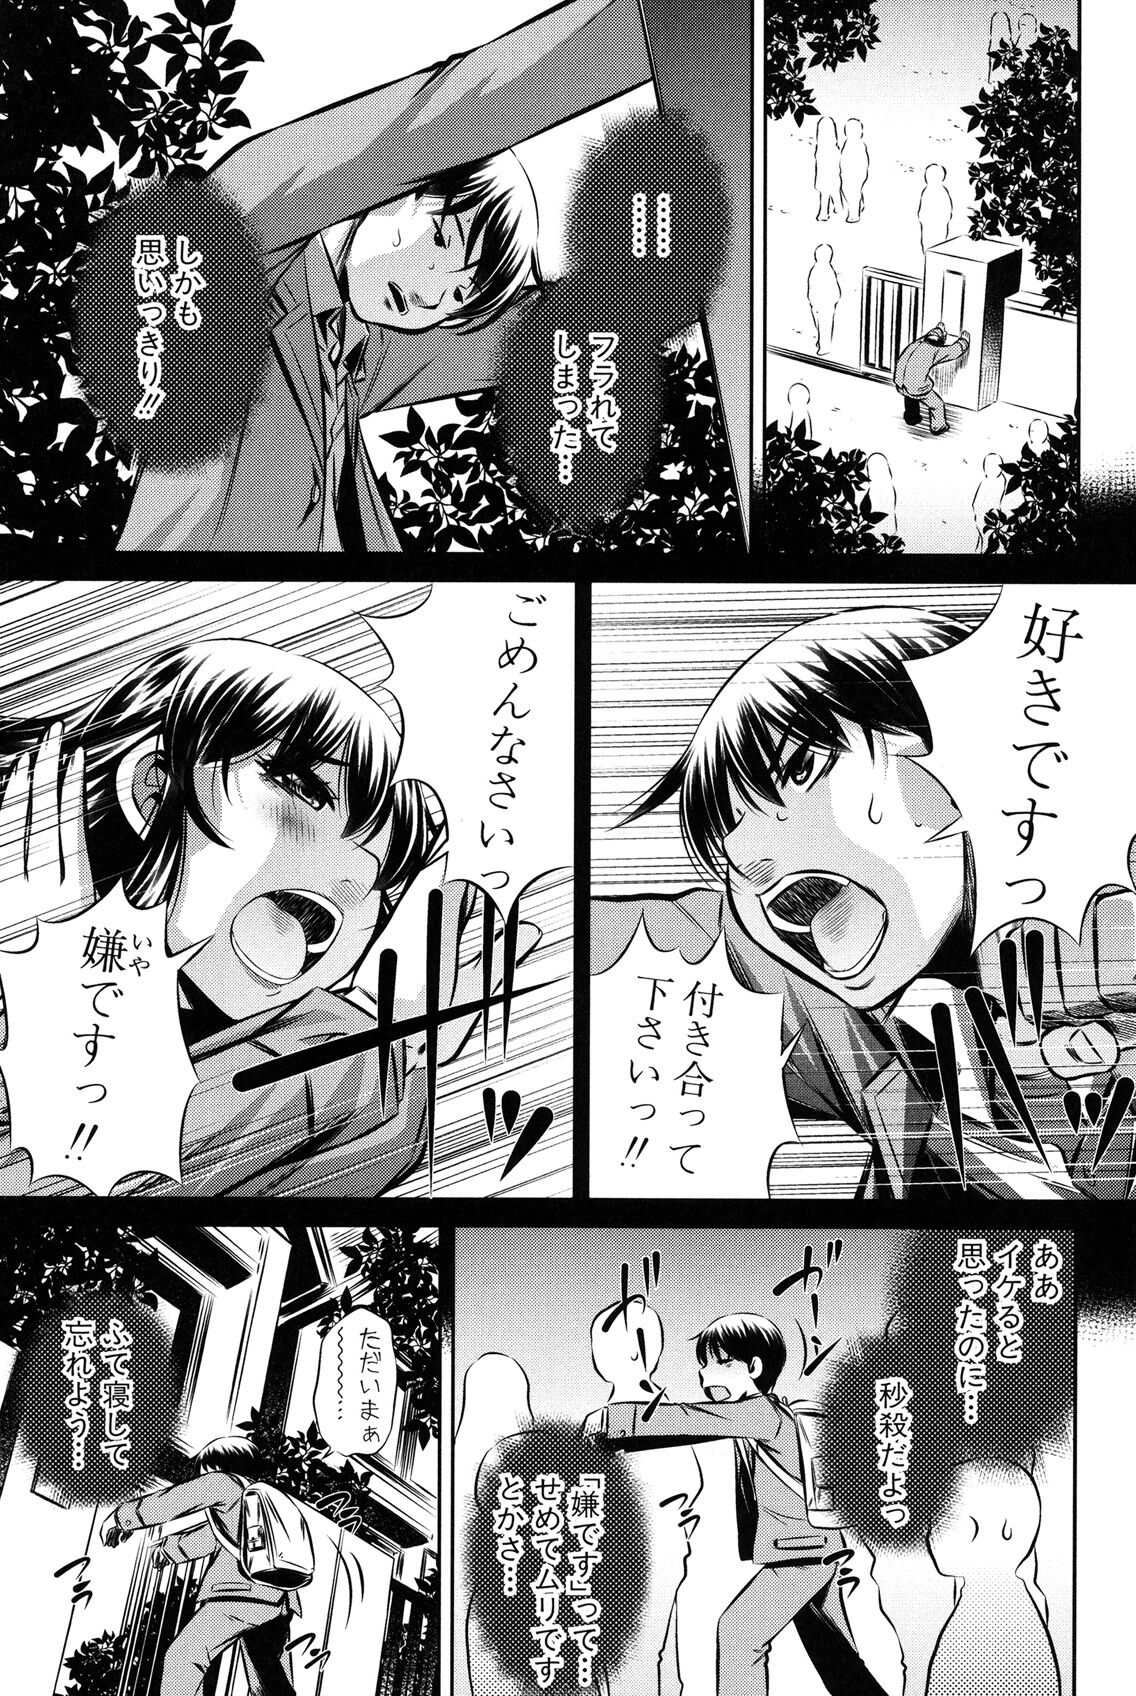 ………
………
フラれて
しまった…
しかも
思いっきり!!
好きですっ
付き合って
下さいっ!!
ごめんなさいっ
嫌ですっ!!
いや
ああ
イケると
思ったのに…
秒殺だよっ
「嫌です」って…
せめてムリです
とかさ…
ただいまぁ
ふて寝して
忘れよう…